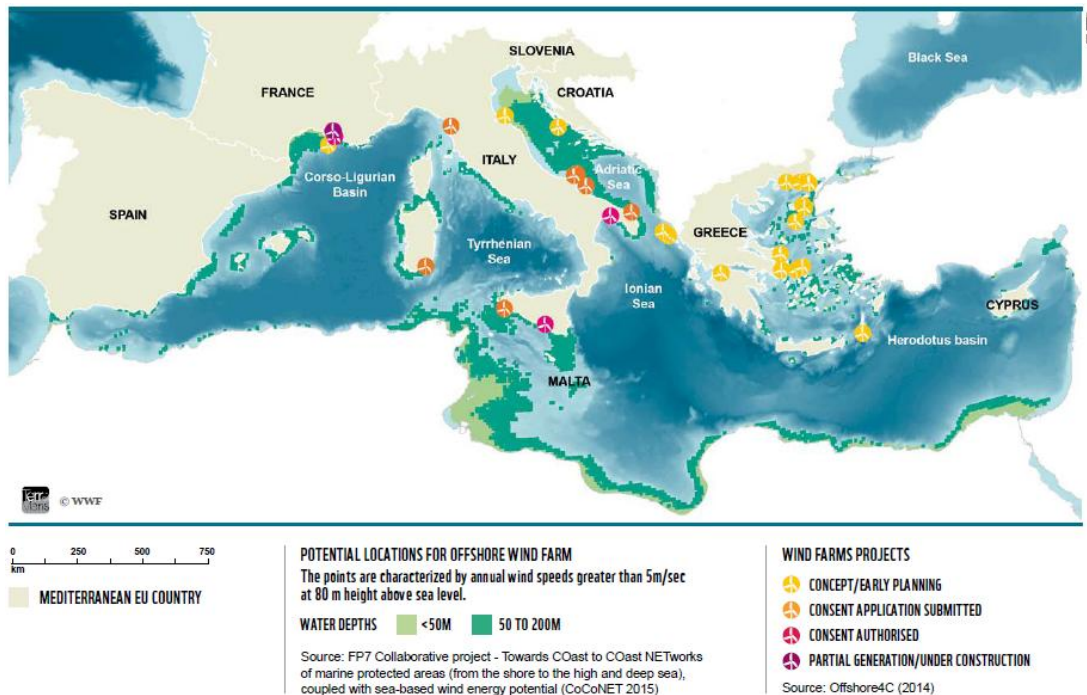 SLOVENIA
Black Sea
FRANCE
CROATIA
ITALY
Adriatic
Sea
Corso-Ligurian
Basin
SPAIN
GREECE
Tyrrhenian
Sea
Ionian
Sea
CYPRUS
Herodotus basin
MALTA
© WWF
0 250 500 750
km
MEDITERRANEAN EU COUNTRY
POTENTIAL LOCATIONS FOR OFFSHORE WIND FARM
The points are characterized by annual wind speeds greater than 5m/sec
at 80 m height above sea level.
WATER DEPTHS <50M 50 TO 200M
Source: FP7 Collaborative project - Towards COast to COast NETworks
of marine protected areas (from the shore to the high and deep sea),
coupled with sea-based wind energy potential (CoCoNET 2015)
WIND FARMS PROJECTS
CONCEPT/EARLY PLANNING
CONSENT APPLICATION SUBMITTED
CONSENT AUTHORISED
PARTIAL GENERATION/UNDER CONSTRUCTION
Source: Offshore4C (2014)